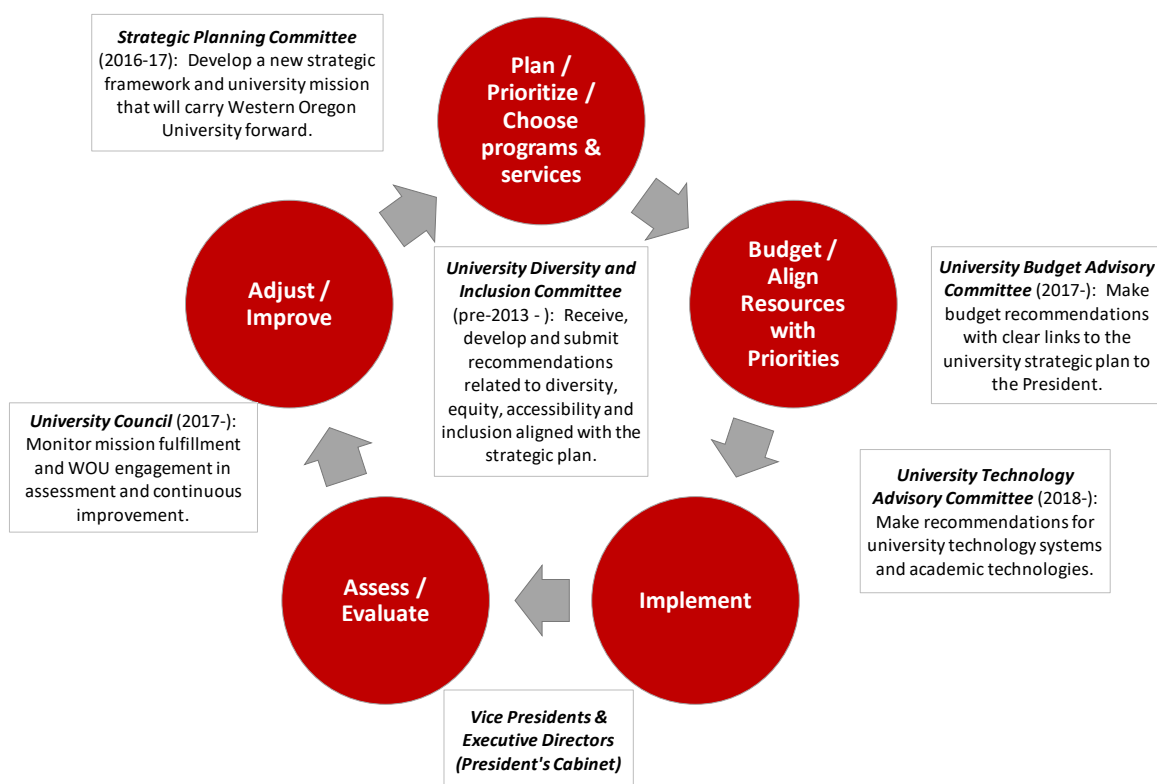 Strategic Planning Committee
(2016-17):  Develop a new strategic
framework and university mission
that will carry Western Oregon
University forward.
Plan /
Prioritize /
Choose
programs &
services
Budget /
Align
Resources
with
Priorities
University Budget Advisory
Committee (2017-):  Make
budget recommendations
with clear links to the
university strategic plan to
the President.
University Technology
Advisory Committee (2018-):
Make recommendations for
university technology systems
and academic technologies.
Implement
Vice Presidents &
Executive Directors
(President's Cabinet)
Assess /
Evaluate
University Council (2017-):
Monitor mission fulfillment
and WOU engagement in
assessment and continuous
improvement.
Adjust /
Improve
University Diversity and
Inclusion Committee
(pre-2013 - ):  Receive,
develop and submit
recommendations
related to diversity,
equity, accessibility and
inclusion aligned with the
strategic plan.